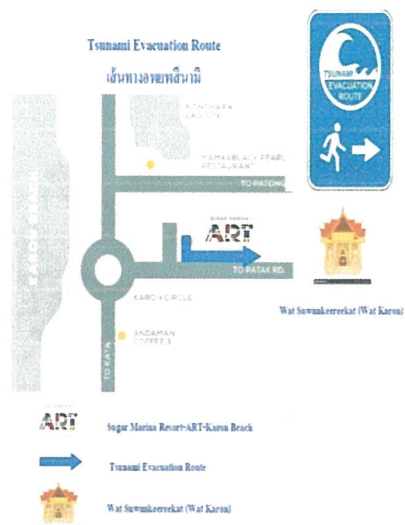 Tsunami Evacuation Route
เส้นทางอพยพสึนามิ
TSUNAMI
EVACUATION
ROUTE
NONGHARN
LAGOON
MAMA&BLACK PEARL
RESTAURANT
TO PATONG
KARON BEACH
SUGAR MARINA
ART
TO PATAK RD.
KARON CIRCLE
Wat Suwunkeereekat (Wat Karon)
ANDAMAN
COFFEE 3
TO KATA
ART
Sugar Marina Resort-ART-Karon Beach
Tsunami Evacuation Route
Wat Suwunkeereekat (Wat Karon)